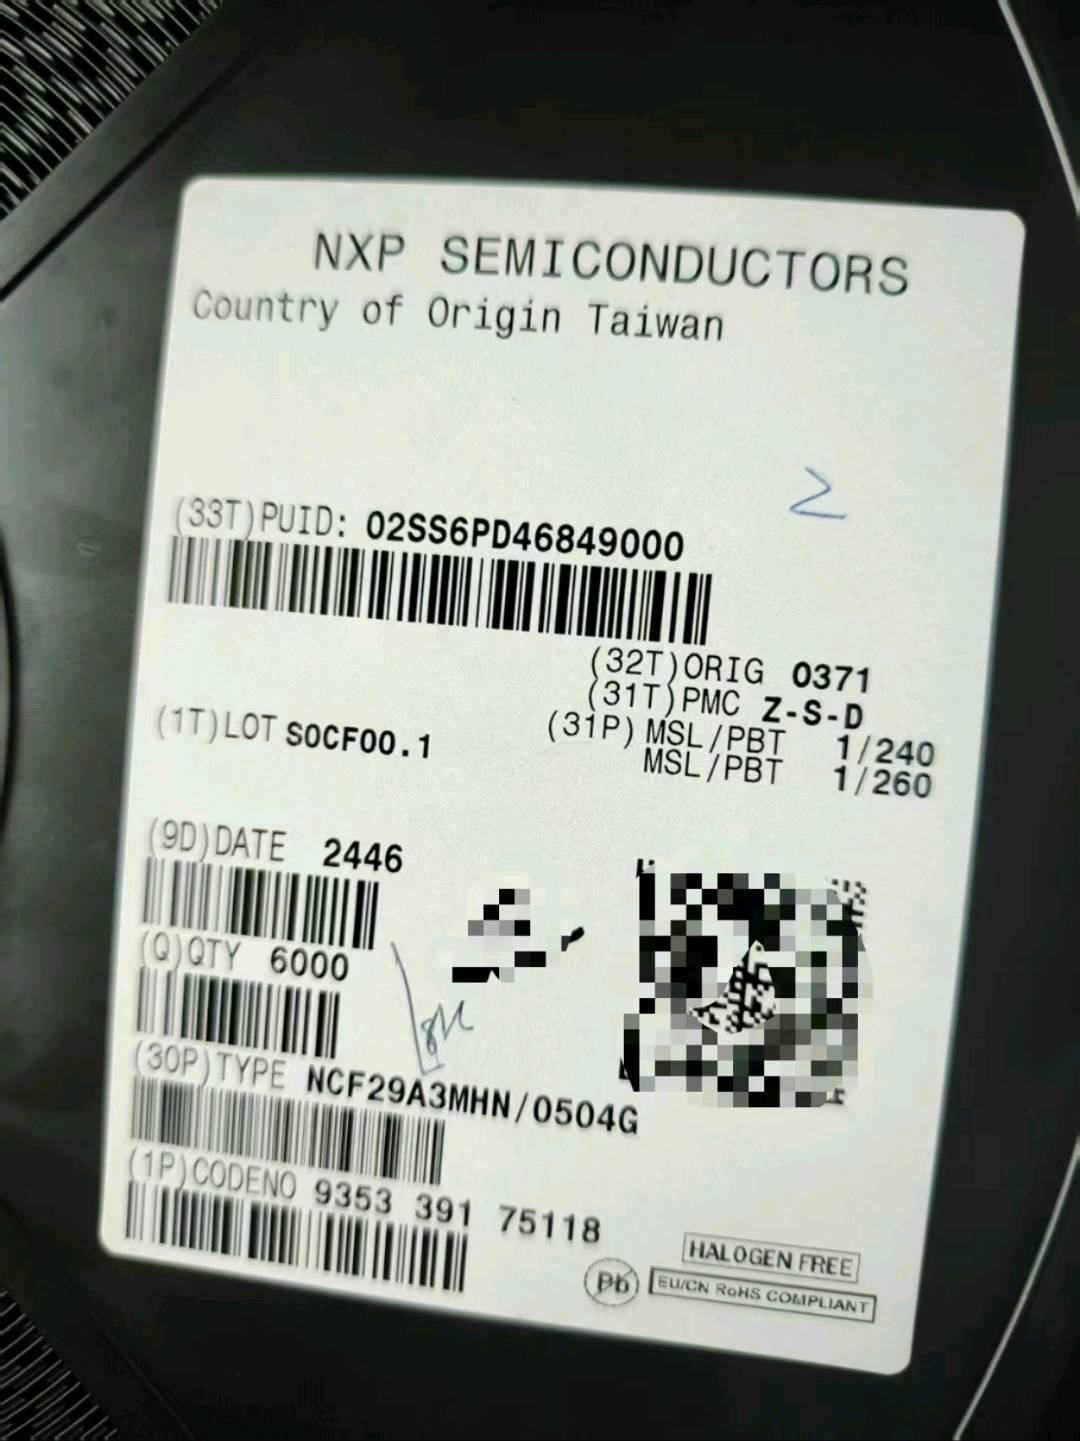 NXP SEMICONDUCTORS
Country of Origin Taiwan
2
(33T)PUID: 02SS6PD46849000
(32T)ORIG 0371
(31T)PMC Z-S-D
(1T)LOT S0CF00.1
(31P) MSL/PBT 1/240
MSL/PBT 1/260
(9D)DATE 2446
(Q)QTY 6000
(30P)TYPE NCF29A3MHN/0504G
(1P)CODENO 9353 391 75118
HALOGEN FREE
Pb
EU/CN RoHS COMPLIANT